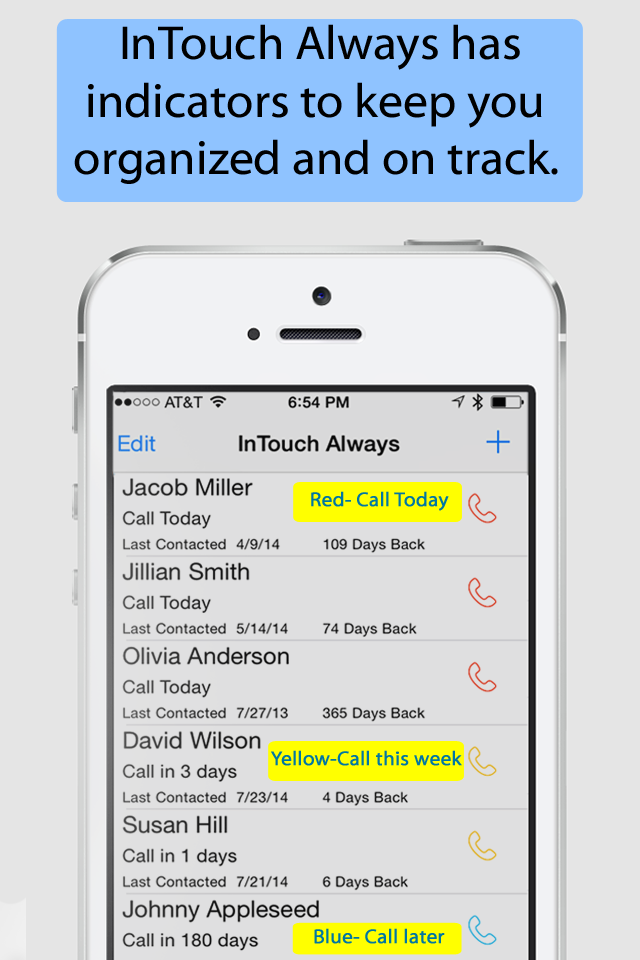 InTouch Always has
indicators to keep you
organized and on track.
AT&T 6:54 PM
Edit InTouch Always +
Jacob Miller
Red- Call Today
Call Today
Last Contacted 4/9/14 109 Days Back
Jillian Smith
Call Today
Last Contacted 5/14/14 74 Days Back
Olivia Anderson
Call Today
Last Contacted 7/27/13 365 Days Back
David Wilson
Yellow-Call this week
Call in 3 days
Last Contacted 7/23/14 4 Days Back
Susan Hill
Call in 1 days
Last Contacted 7/21/14 6 Days Back
Johnny Appleseed
Call in 180 days Blue- Call later